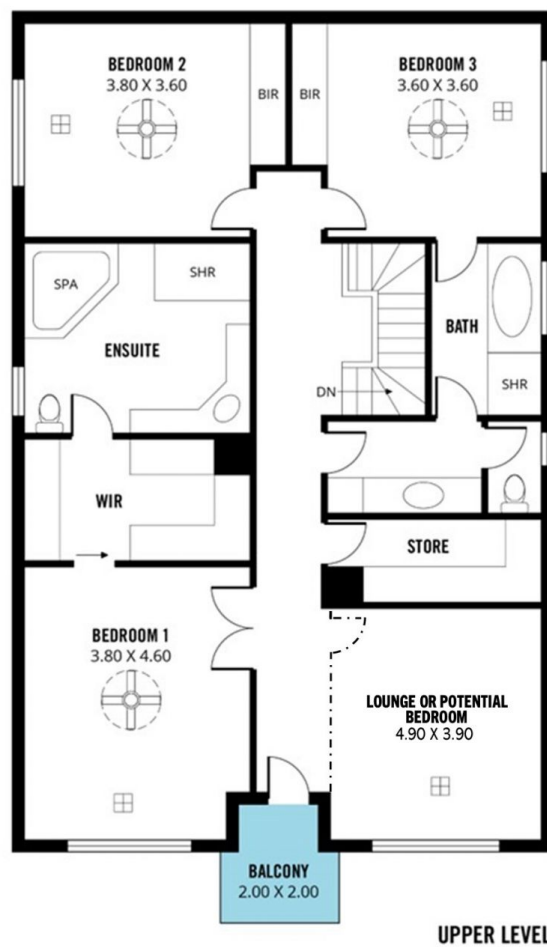 BEDROOM 2
3.80 X 3.60
BIR
BIR
BEDROOM 3
3.60 X 3.60
SPA
SHR
ENSUITE
BATH
SHR
DN
WIR
STORE
BEDROOM 1
3.80 X 4.60
LOUNGE OR POTENTIAL
BEDROOM
4.90 X 3.90
BALCONY
2.00 X 2.00
UPPER LEVEL